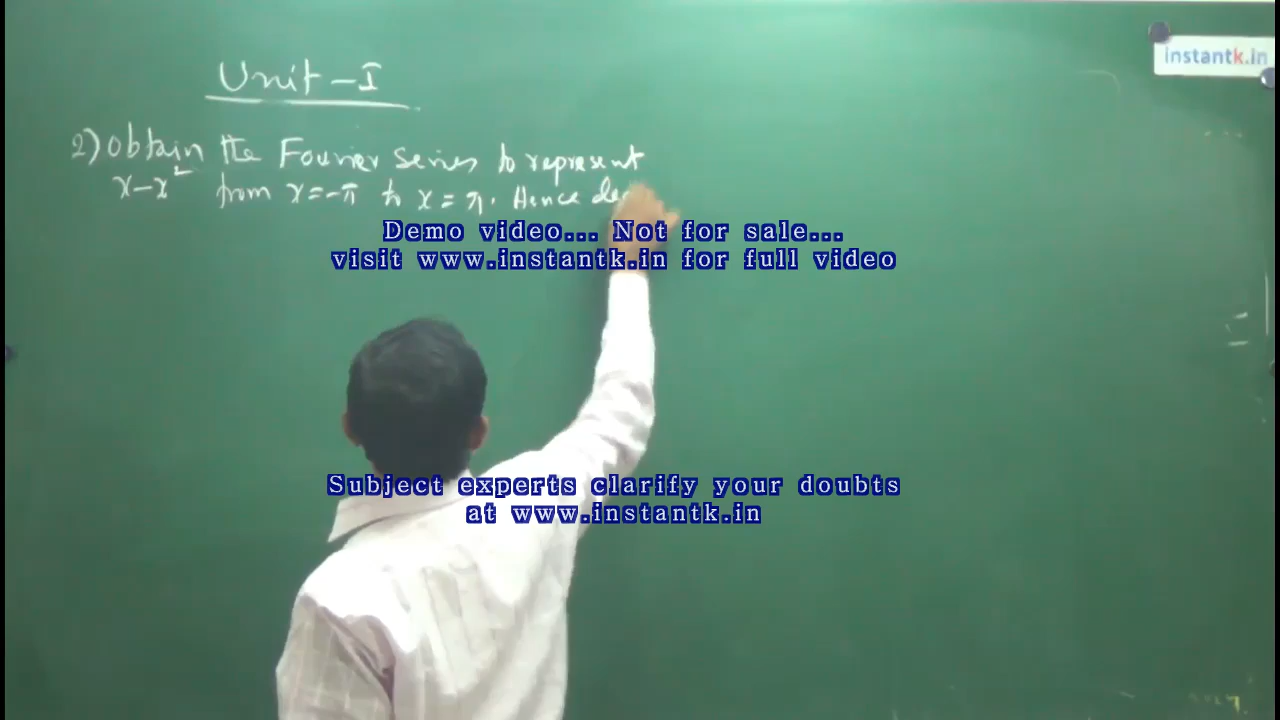 instantk.in
Unit - I
2) Obtain the Fourier series to represent
x-x² from x=-π to x=π. Hence de
Demo video... Not for sale...
visit www.instantk.in for full video
Subject experts clarify your doubts
at www.instantk.in